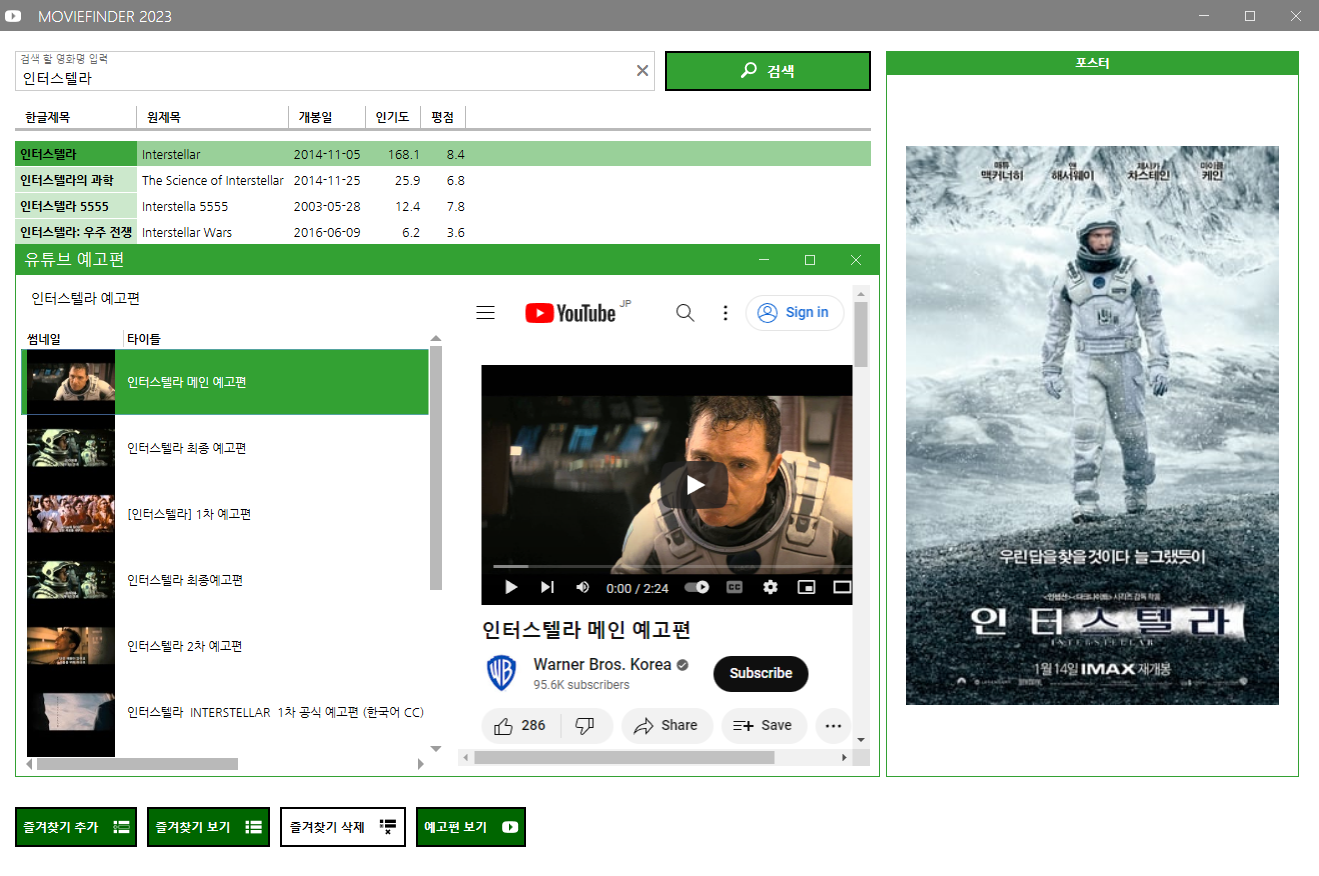 MOVIEFINDER 2023
검색 할 영화명 입력
인터스텔라
검색
한글제목 원제목 개봉일 인기도 평점
인터스텔라 Interstellar 2014-11-05 168.1 8.4
인터스텔라의 과학 The Science of Interstellar 2014-11-25 25.9 6.8
인터스텔라 5555 Interstella 5555 2003-05-28 12.4 7.8
인터스텔라: 우주 전쟁 Interstellar Wars 2016-06-09 6.2 3.6
유튜브 예고편
인터스텔라 예고편
썸네일 타이틀
인터스텔라 메인 예고편
인터스텔라 최종 예고편
[인터스텔라] 1차 예고편
인터스텔라 최종예고편
인터스텔라 2차 예고편
인터스텔라 INTERSTELLAR 1차 공식 예고편 (한국어 CC)
YouTube JP
Sign in
0:00 / 2:24
CC
인터스텔라 메인 예고편
Warner Bros. Korea
95.6K subscribers
Subscribe
286 Share Save
포스터
매튜 맥커너히
앤 해서웨이
제시카 차스테인
마이클 케인
우린 답을 찾을 것이다 늘 그랬듯이
인터스텔라
INTERSTELLAR
1월 14일 IMAX 재개봉
즐겨찾기 추가
즐겨찾기 보기
즐겨찾기 삭제
예고편 보기